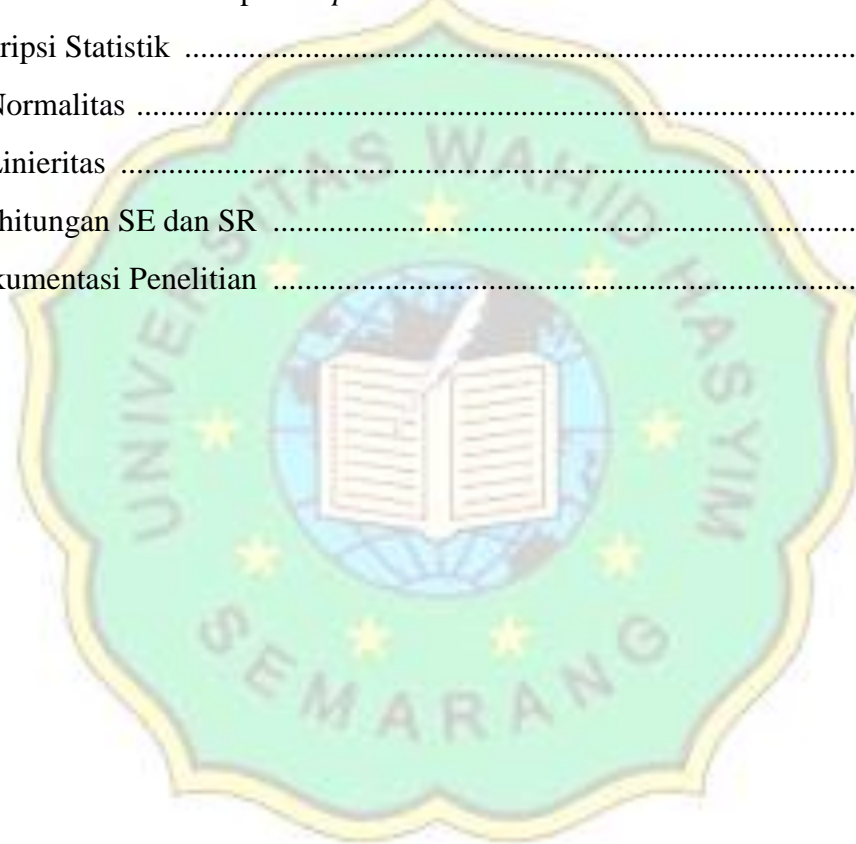 ripsi Statistik ....................................................................................
Normalitas ..........................................................................................
Linieritas ............................................................................................
hitungan SE dan SR .........................................................................
kumentasi Penelitian .........................................................................
UNIVERSITAS WAHID HASYIM
SEMARANG